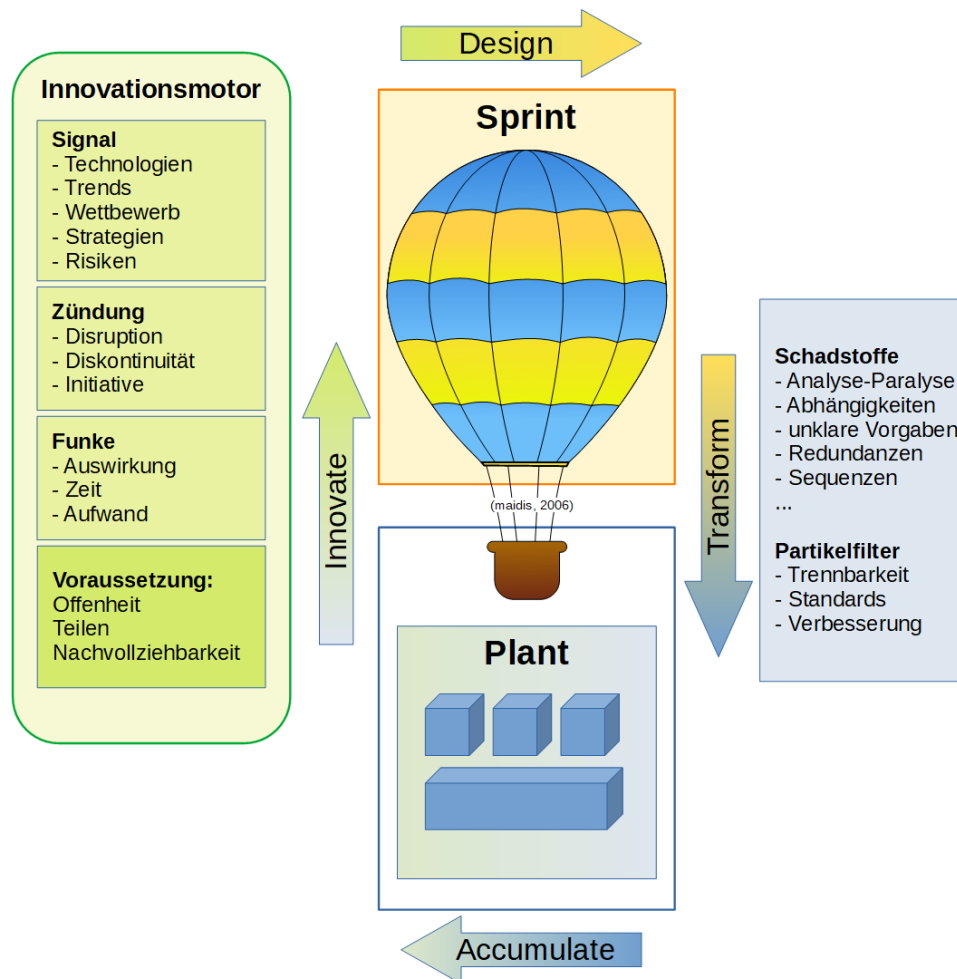 Design
Innovationsmotor
Signal
- Technologien
- Trends
- Wettbewerb
- Strategien
- Risiken
Zündung
- Disruption
- Diskontinuität
- Initiative
Funke
- Auswirkung
- Zeit
- Aufwand
Voraussetzung:
Offenheit
Teilen
Nachvollziehbarkeit
Innovate
Sprint
(maidis, 2006)
Plant
Transform
Schadstoffe
- Analyse-Paralyse
- Abhängigkeiten
- unklare Vorgaben
- Redundanzen
- Sequenzen
...
Partikelfilter
- Trennbarkeit
- Standards
- Verbesserung
Accumulate